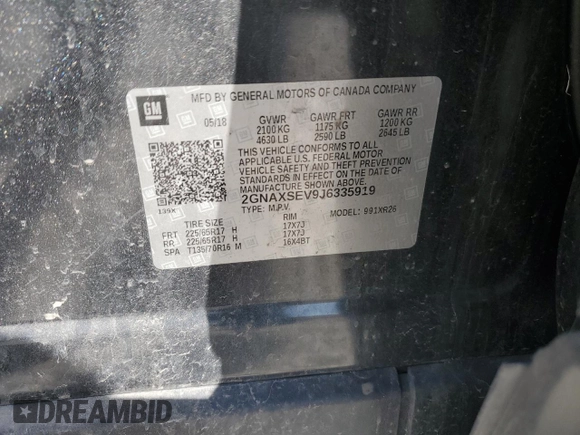 GM
MFD BY GENERAL MOTORS OF CANADA COMPANY
05/18
GVWR GAWR FRT GAWR RR
2100 KG 1175 KG 1200 KG
4630 LB 2590 LB 2645 LB
THIS VEHICLE CONFORMS TO ALL
APPLICABLE U.S. FEDERAL MOTOR
VEHICLE SAFETY AND THEFT PREVENTION
STANDARDS IN EFFECT ON THE DATE OF
MANUFACTURE SHOWN ABOVE.
2GNAXSEV9J6335919
139X
TYPE: M.P.V. MODEL: 991XR26
TIRE SIZE RIM
FRT 225/65R17 H 17X7J
RR 225/65R17 H 17X7J
SPA T135/70R16 M 16X4BT
DREAMBID